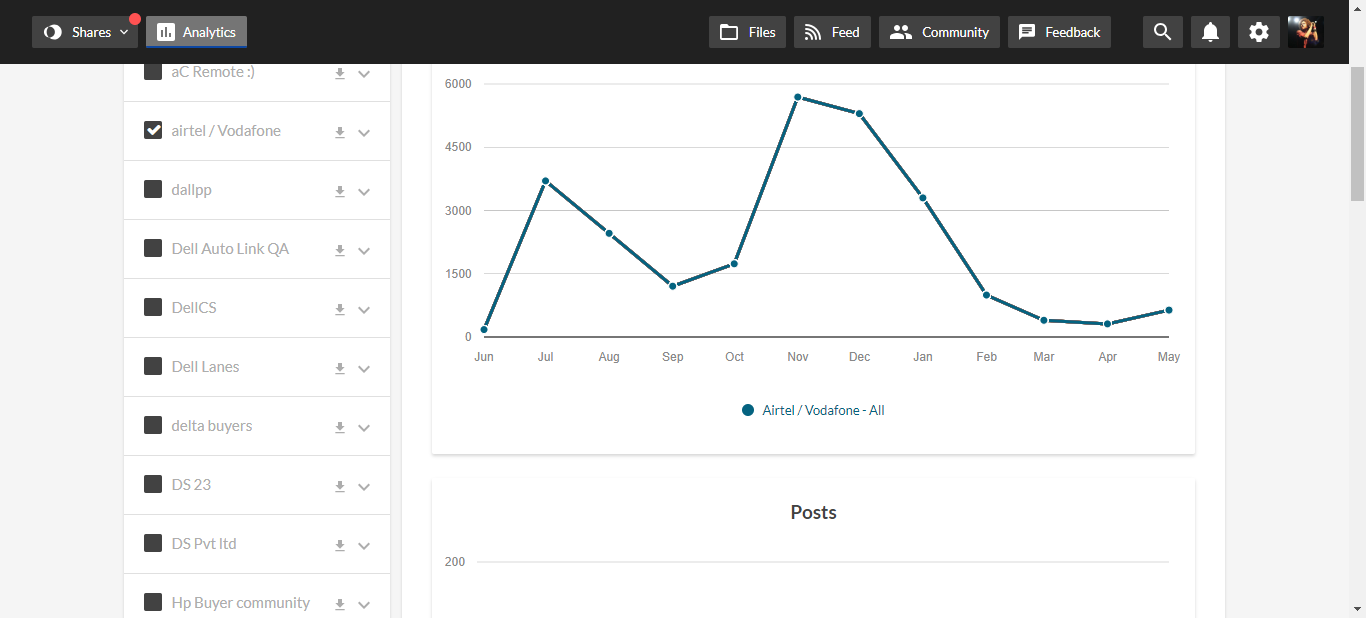 Shares
Analytics
Files
Feed
Community
Feedback
aC Remote :)
airtel / Vodafone
dallpp
Dell Auto Link QA
DellCS
Dell Lanes
delta buyers
DS 23
DS Pvt ltd
Hp Buyer community
6000
4500
3000
1500
0
Jun Jul Aug Sep Oct Nov Dec Jan Feb Mar Apr May
Airtel / Vodafone - All
Posts
200